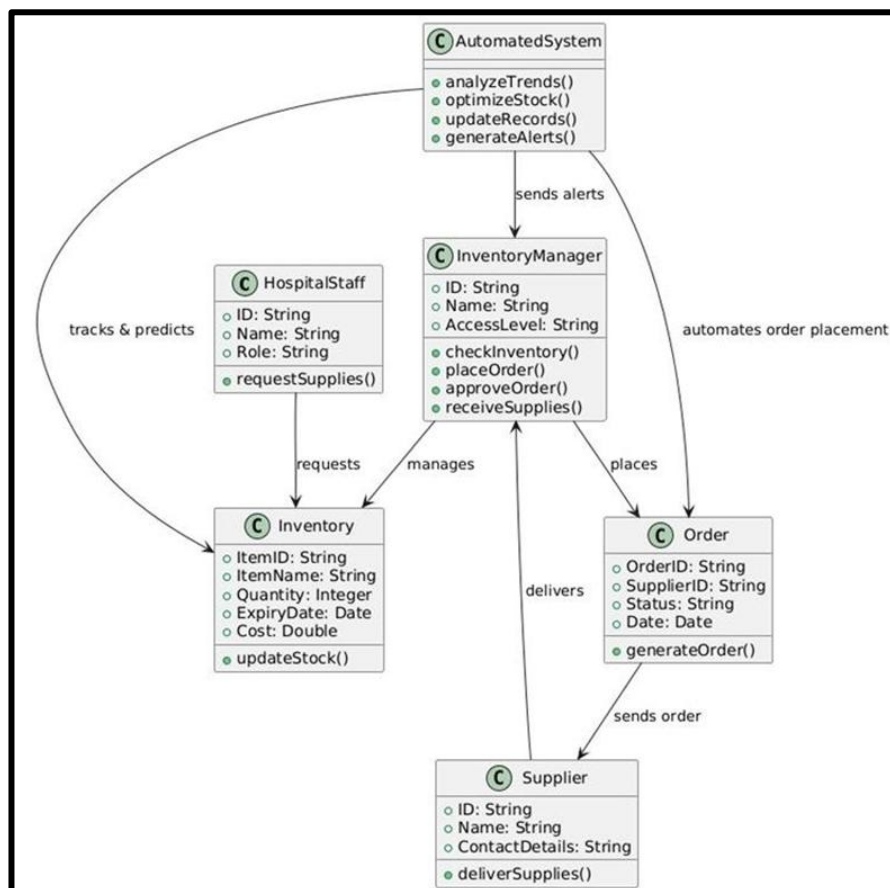 C AutomatedSystem
analyzeTrends()
optimizeStock()
updateRecords()
generateAlerts()
sends alerts
C InventoryManager
ID: String
Name: String
AccessLevel: String
checkInventory()
placeOrder()
approveOrder()
receiveSupplies()
C HospitalStaff
ID: String
Name: String
Role: String
requestSupplies()
tracks & predicts
automates order placement
requests
manages
places
C Inventory
ItemID: String
ItemName: String
Quantity: Integer
ExpiryDate: Date
Cost: Double
updateStock()
delivers
C Order
OrderID: String
SupplierID: String
Status: String
Date: Date
generateOrder()
sends order
C Supplier
ID: String
Name: String
ContactDetails: String
deliverSupplies()